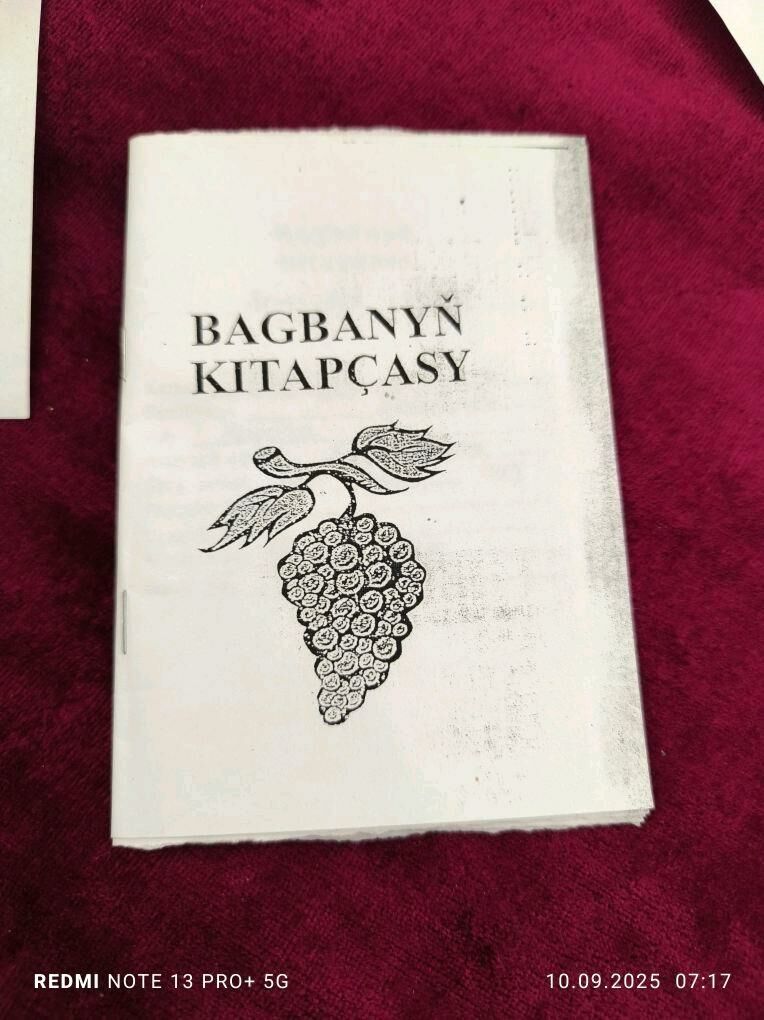 BAGBANYŇ
KITAPÇASY
REDMI NOTE 13 PRO+ 5G
10.09.2025 07:17